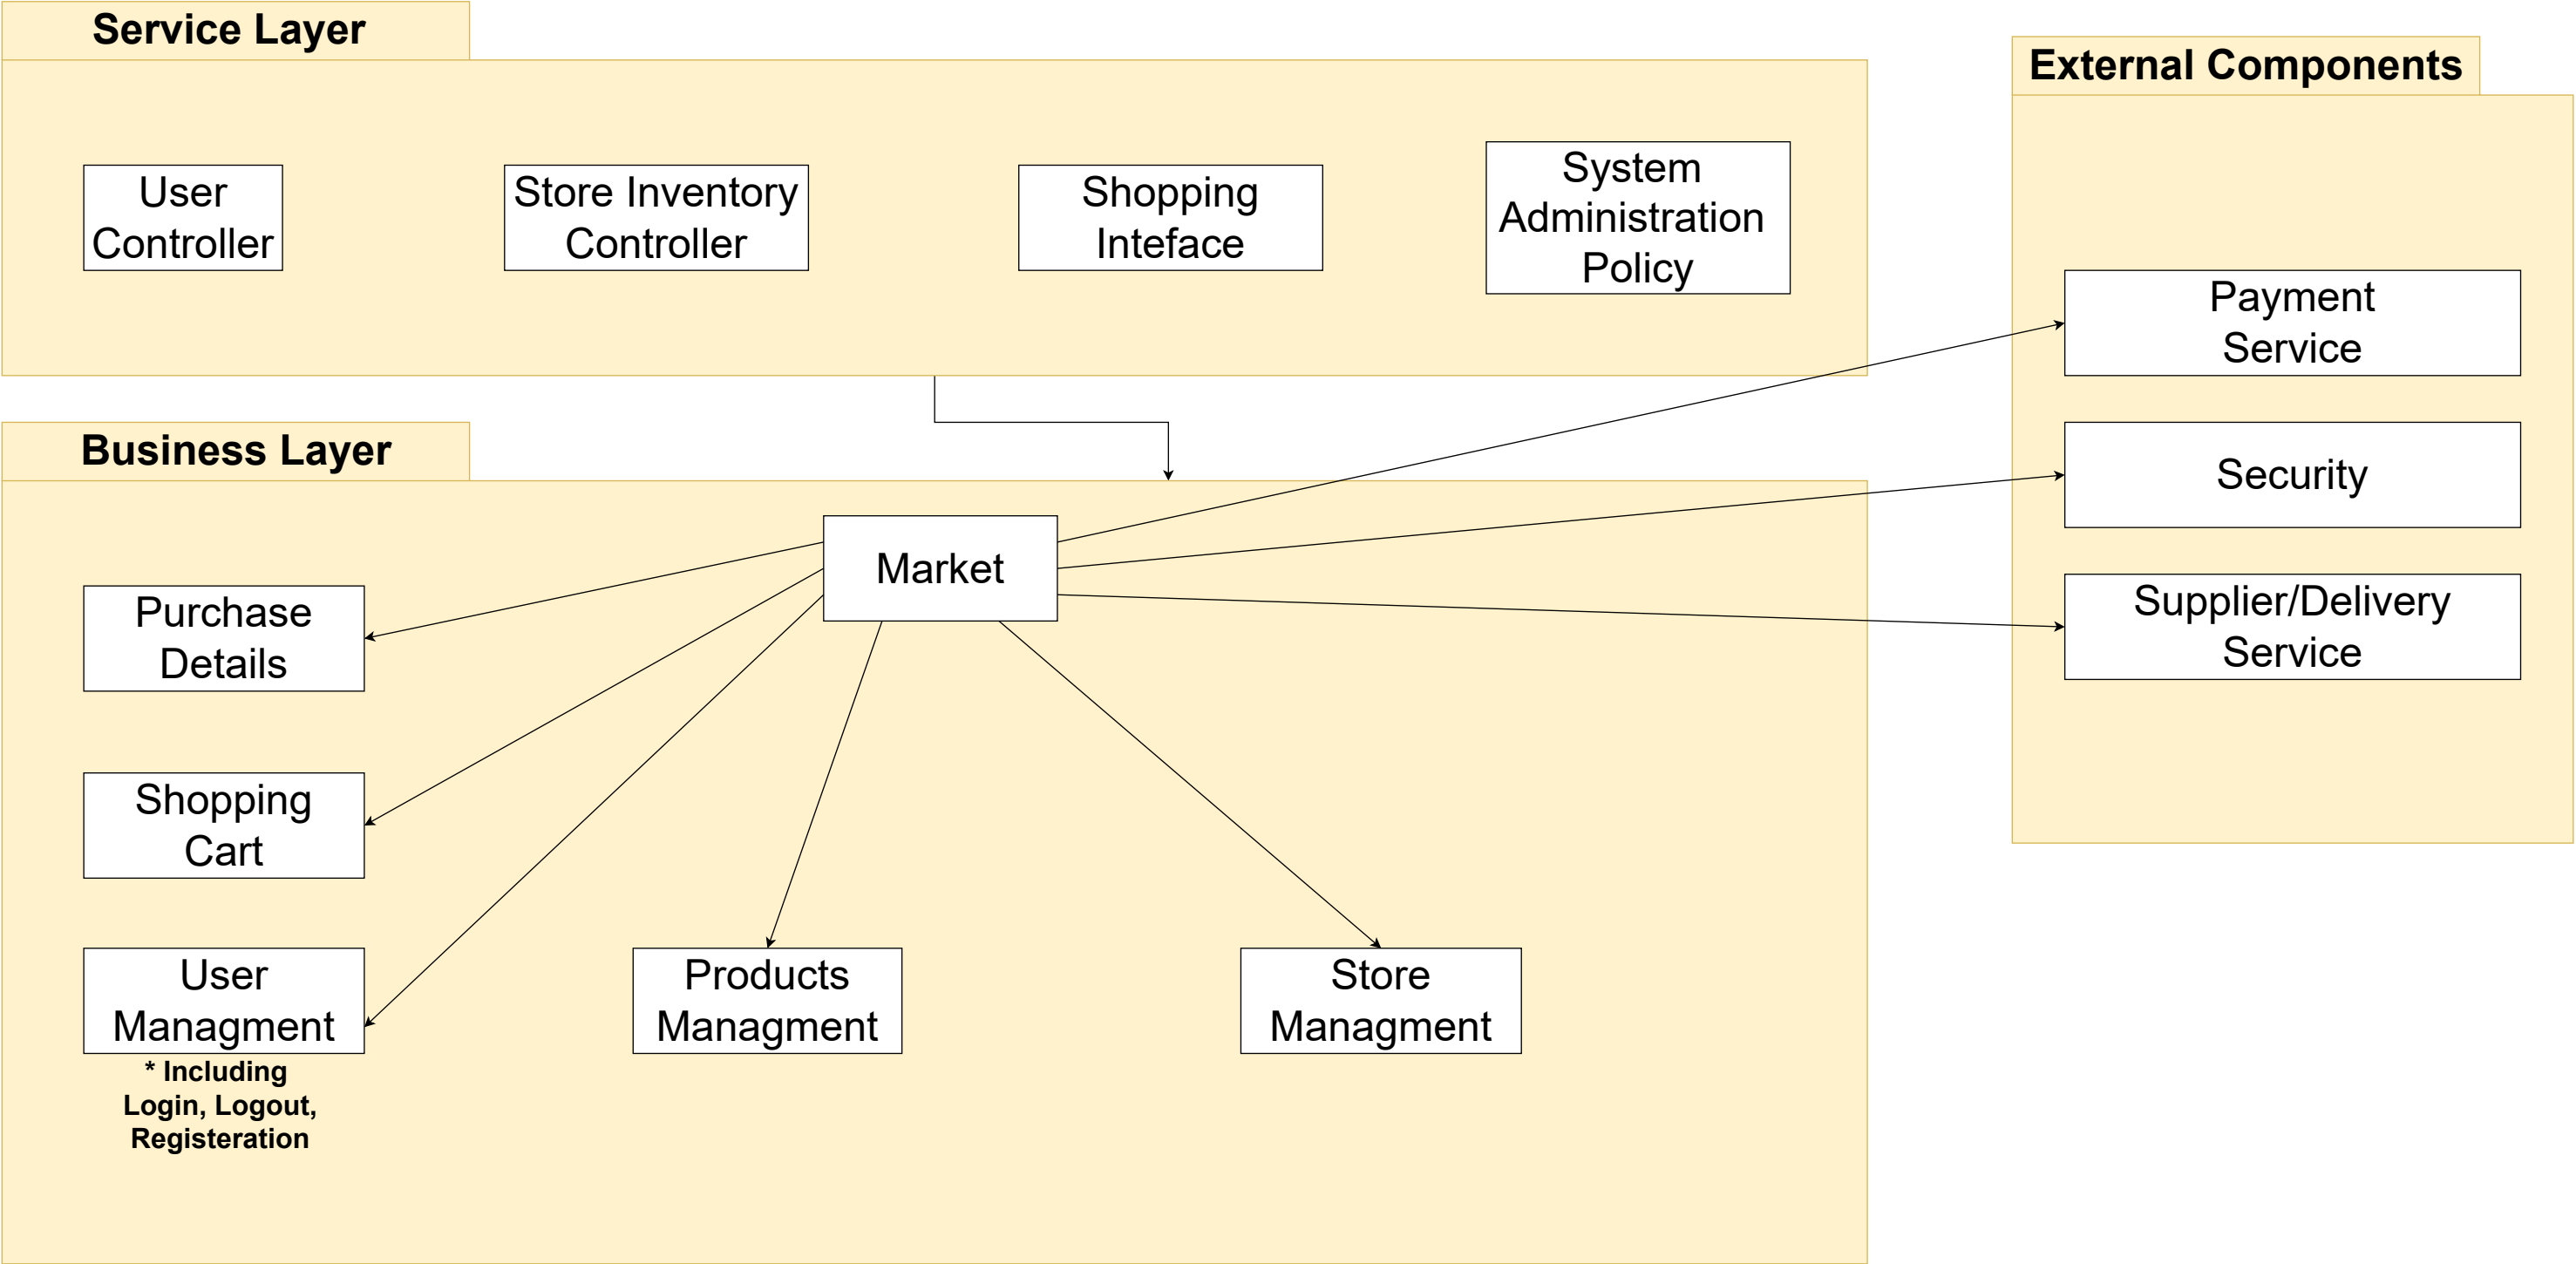 Service Layer
User
Controller
Store Inventory
Controller
Shopping
Inteface
System
Administration
Policy
External Components
Payment
Service
Security
Supplier/Delivery
Service
Business Layer
Market
Purchase
Details
Shopping
Cart
User
Managment
* Including
Login, Logout,
Registeration
Products
Managment
Store
Managment